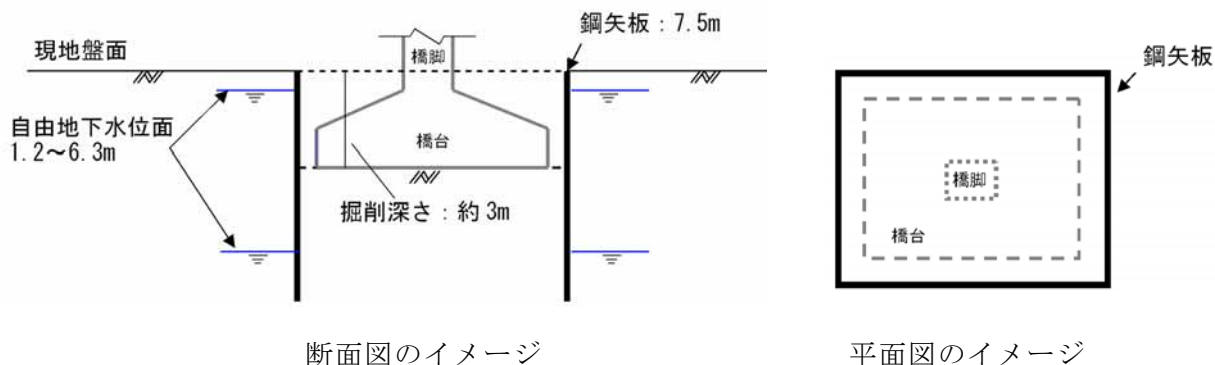 鋼矢板：7.5m
現地盤面
橋脚
鋼矢板
自由地下水位面
1.2～6.3m
橋台
掘削深さ：約3m
橋脚
橋台
断面図のイメージ
平面図のイメージ